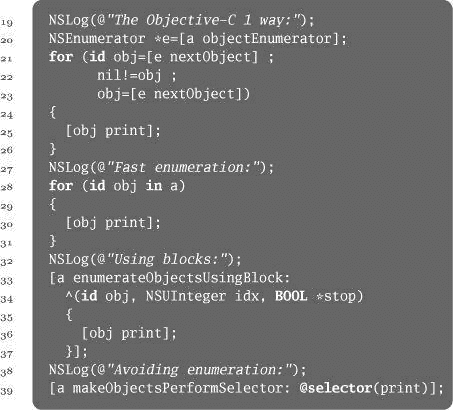 19 NSLog(@"The Objective-C 1 way:");
20 NSEnumerator *e=[a objectEnumerator];
21 for (id obj=[e nextObject] ;
22 nil!=obj ;
23 obj=[e nextObject])
24 {
25 [obj print];
26 }
27 NSLog(@"Fast enumeration:");
28 for (id obj in a)
29 {
30 [obj print];
31 }
32 NSLog(@"Using blocks:");
33 [a enumerateObjectsUsingBlock:
34 ^(id obj, NSUInteger idx, BOOL *stop)
35 {
36 [obj print];
37 }];
38 NSLog(@"Avoiding enumeration:");
39 [a makeObjectsPerformSelector: @selector(print)];